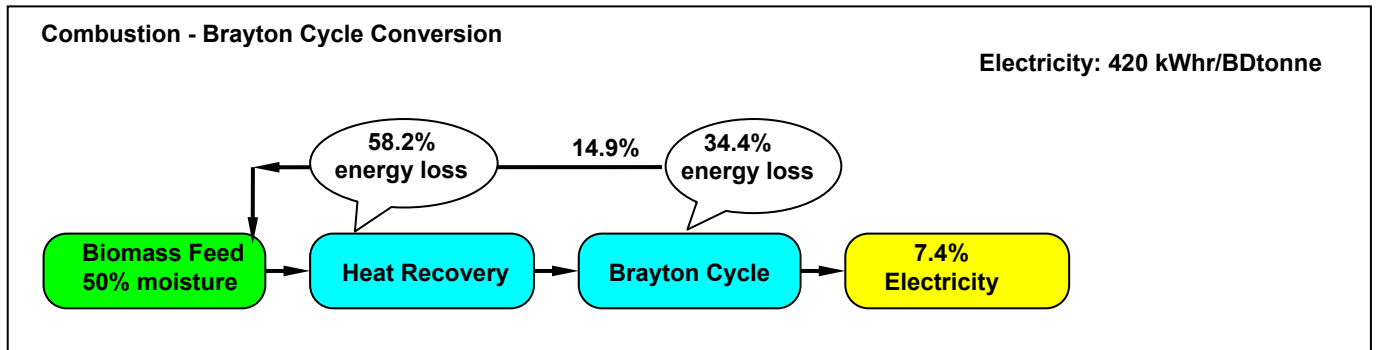 Combustion - Brayton Cycle Conversion
Electricity: 420 kWhr/BDtonne
58.2%
energy loss
14.9%
34.4%
energy loss
Biomass Feed
50% moisture
Heat Recovery
Brayton Cycle
7.4%
Electricity